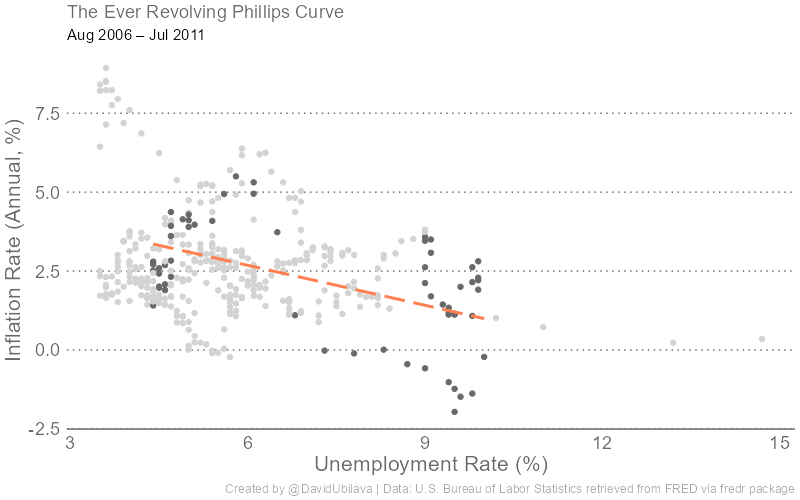 The Ever Revolving Phillips Curve
Aug 2006 – Jul 2011
7.5
5.0
2.5
0.0
-2.5
Inflation Rate (Annual, %)
3 6 9 12 15
Unemployment Rate (%)
Created by @DavidUbilava | Data: U.S. Bureau of Labor Statistics retrieved from FRED via fredr package